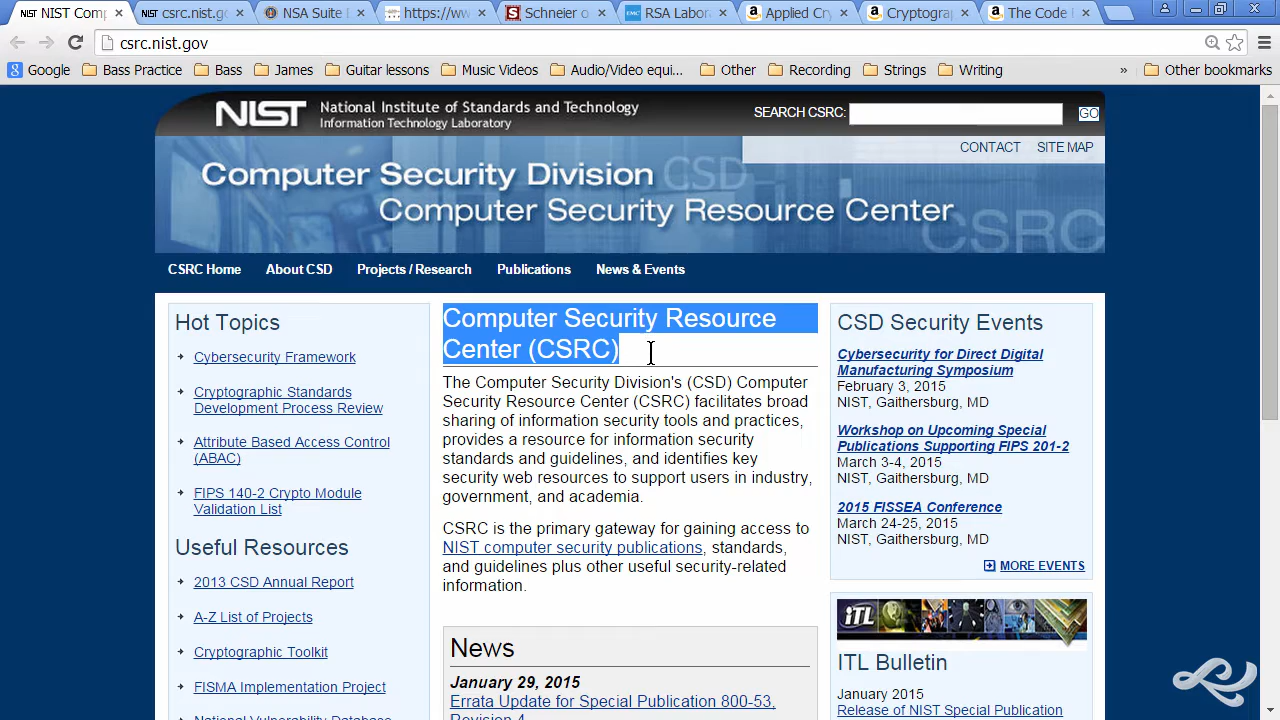 NIST Comp
csrc.nist.go
NSA Suite
https://ww
Schneier o
RSA Labor
Applied Cry
Cryptograp
The Code
csrc.nist.gov
Google
Bass Practice
Bass
James
Guitar lessons
Music Videos
Audio/Video equi...
Other
Recording
Strings
Writing
»
Other bookmarks
NIST
National Institute of Standards and Technology
Information Technology Laboratory
SEARCH CSRC:
GO
CONTACT
SITE MAP
Computer Security Division
CSD
Computer Security Resource Center
CSRC
CSRC Home
About CSD
Projects / Research
Publications
News & Events
Hot Topics
Cybersecurity Framework
Cryptographic Standards
Development Process Review
Attribute Based Access Control
(ABAC)
FIPS 140-2 Crypto Module
Validation List
Useful Resources
2013 CSD Annual Report
A-Z List of Projects
Cryptographic Toolkit
FISMA Implementation Project
National Vulnerability Database
Computer Security Resource
Center (CSRC)
The Computer Security Division's (CSD) Computer
Security Resource Center (CSRC) facilitates broad
sharing of information security tools and practices,
provides a resource for information security
standards and guidelines, and identifies key
security web resources to support users in industry,
government, and academia.
CSRC is the primary gateway for gaining access to
NIST computer security publications, standards,
and guidelines plus other useful security-related
information.
News
January 29, 2015
Errata Update for Special Publication 800-53,
Revision 4
CSD Security Events
Cybersecurity for Direct Digital
Manufacturing Symposium
February 3, 2015
NIST, Gaithersburg, MD
Workshop on Upcoming Special
Publications Supporting FIPS 201-2
March 3-4, 2015
NIST, Gaithersburg, MD
2015 FISSEA Conference
March 24-25, 2015
NIST, Gaithersburg, MD
MORE EVENTS
iTL
ITL Bulletin
January 2015
Release of NIST Special Publication